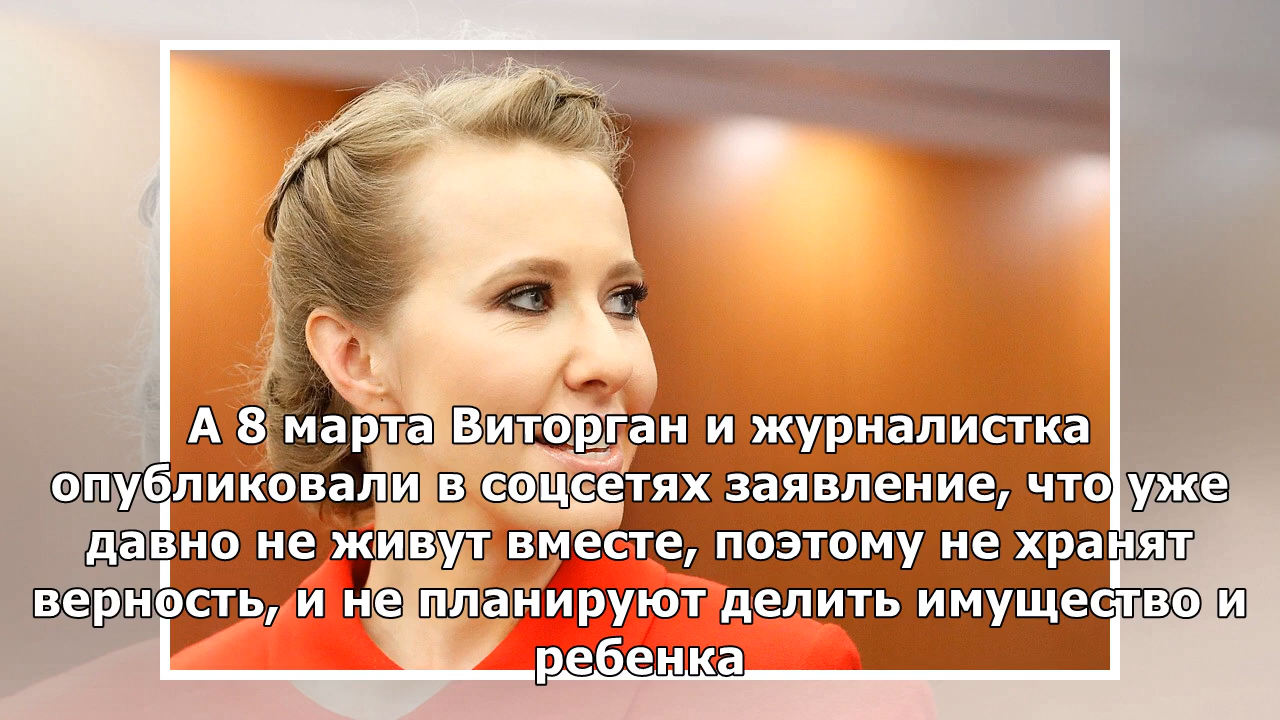 А 8 марта Виторган и журналистка
опубликовали в соцсетях заявление, что уже
давно не живут вместе, поэтому не хранят
верность, и не планируют делить имущество и
ребенка